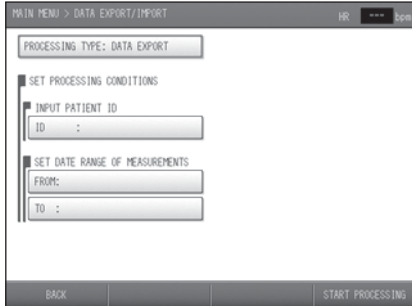 MAIN MENU > DATA EXPORT/IMPORT
HR --- bpm
PROCESSING TYPE: DATA EXPORT
SET PROCESSING CONDITIONS
INPUT PATIENT ID
ID :
SET DATE RANGE OF MEASUREMENTS
FROM:
TO :
BACK
START PROCESSING